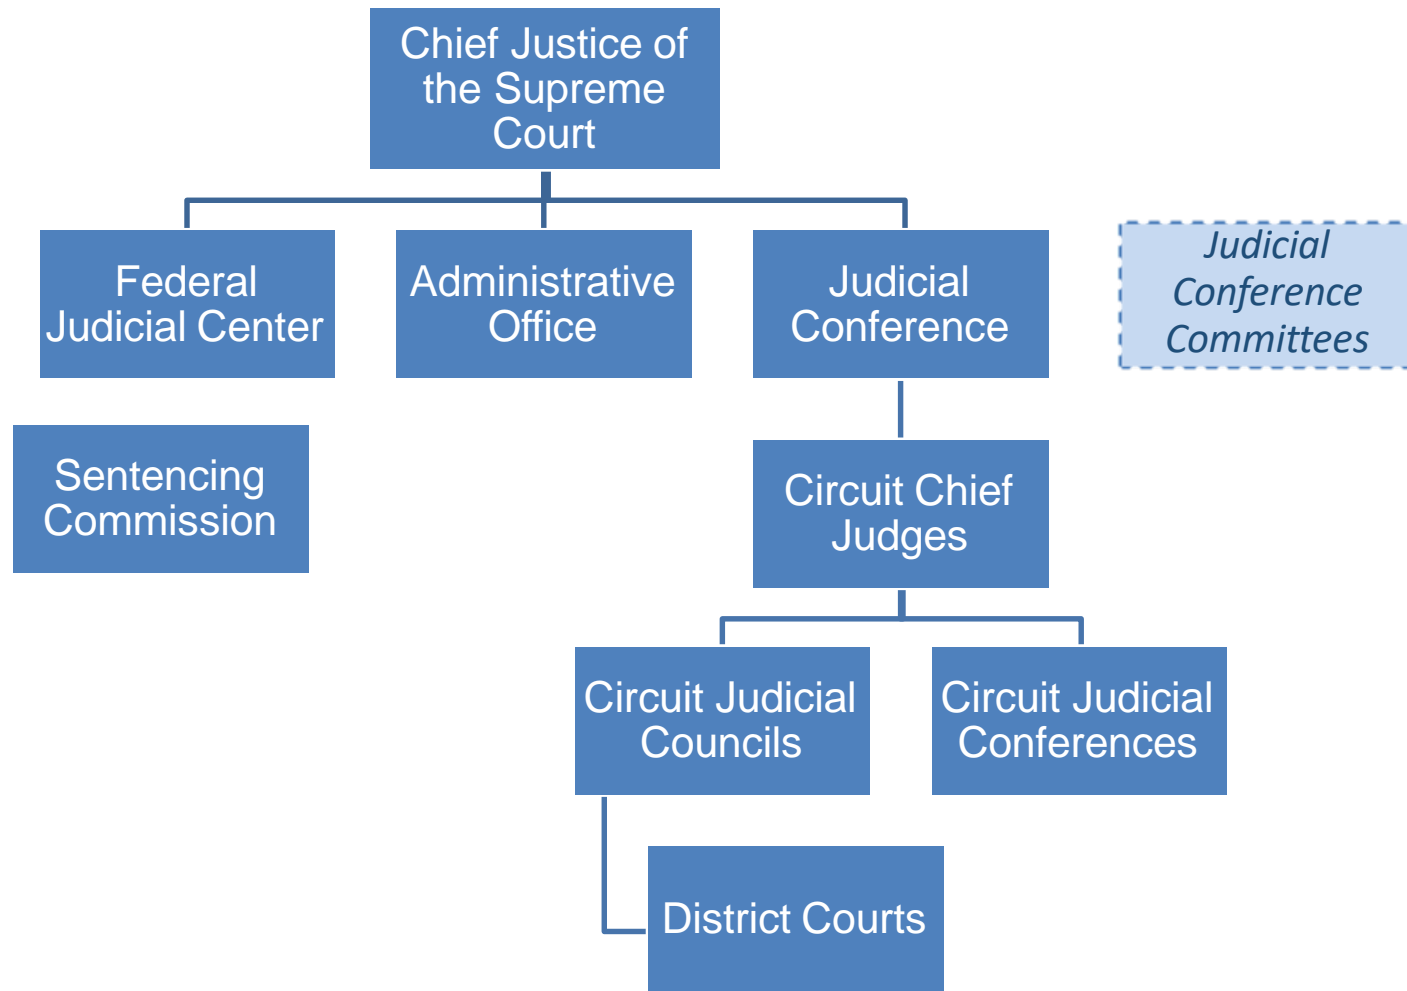 Chief Justice of
the Supreme
Court
Federal
Judicial Center
Administrative
Office
Judicial
Conference
Judicial
Conference
Committees
Sentencing
Commission
Circuit Chief
Judges
Circuit Judicial
Councils
Circuit Judicial
Conferences
District Courts